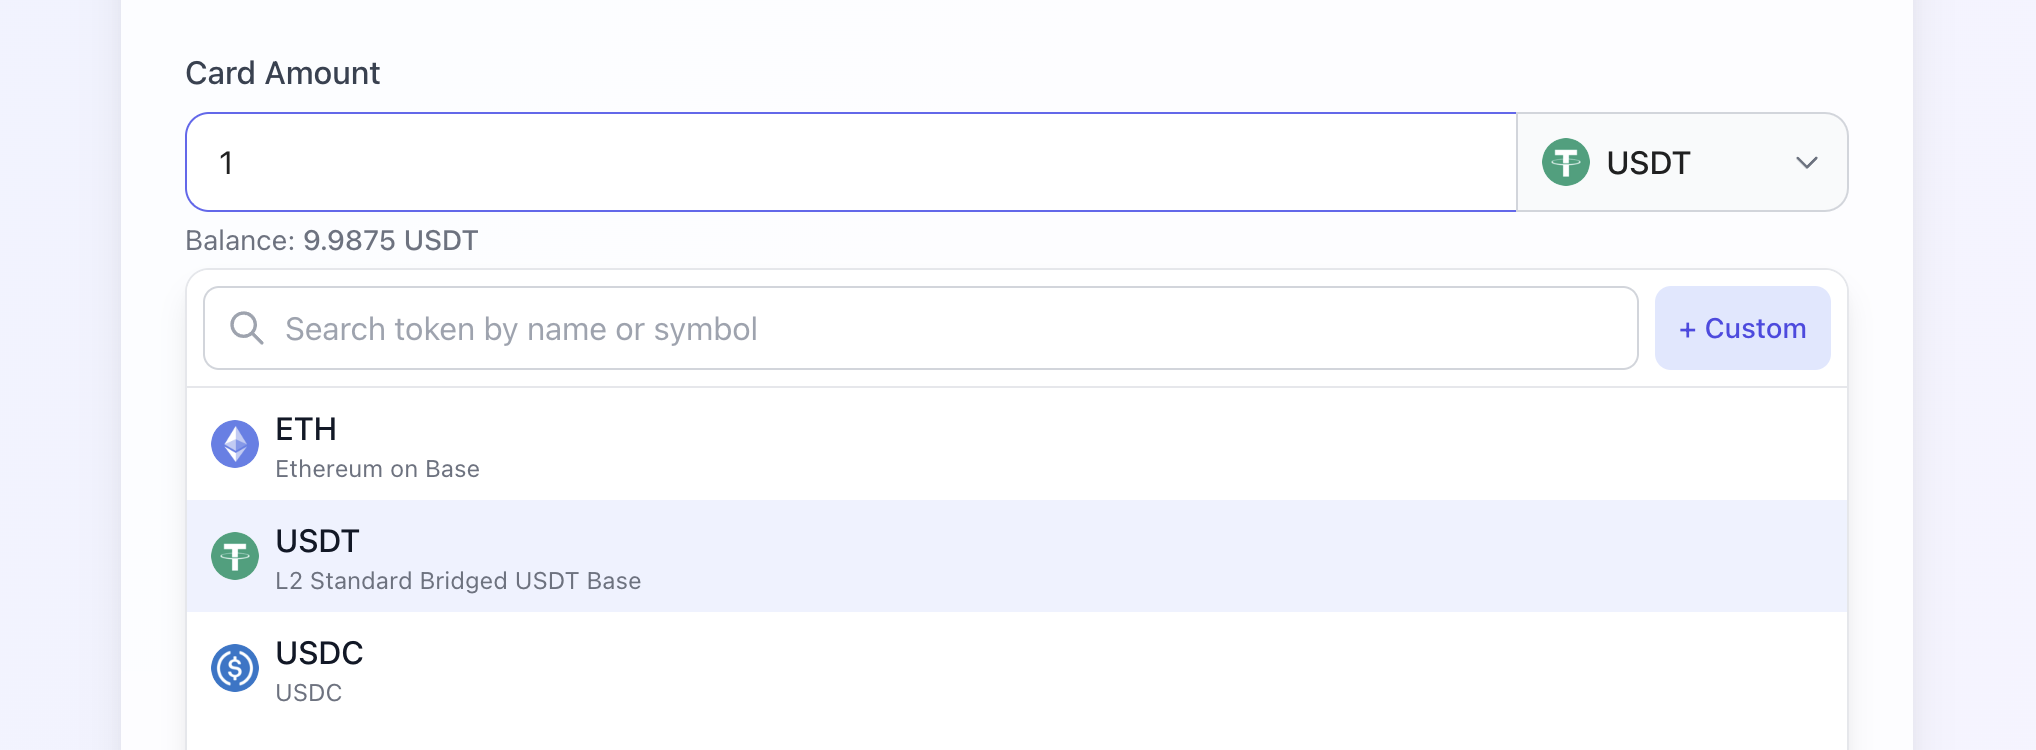 Card Amount
1
USDT
Balance: 9.9875 USDT
Search token by name or symbol
+ Custom
ETH
Ethereum on Base
USDT
L2 Standard Bridged USDT Base
USDC
USDC